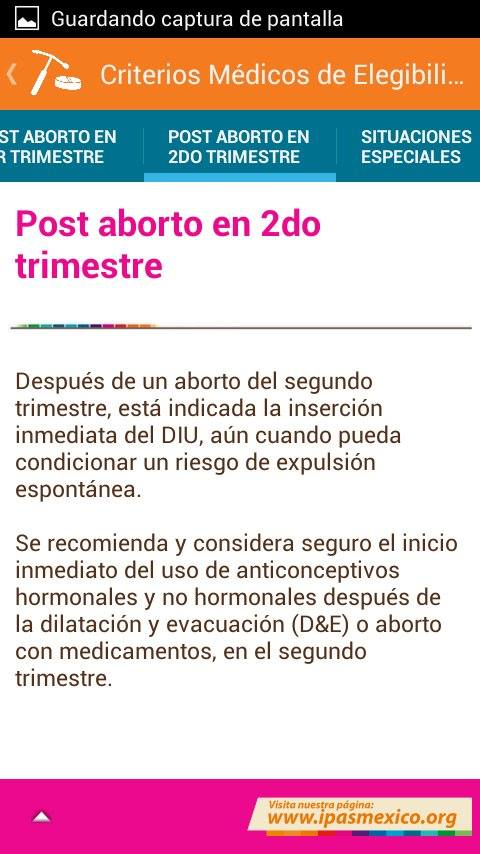 Guardando captura de pantalla
Criterios Médicos de Elegibili...
ST ABORTO EN
R TRIMESTRE
POST ABORTO EN
2DO TRIMESTRE
SITUACIONES
ESPECIALES
Post aborto en 2do
trimestre
Después de un aborto del segundo
trimestre, está indicada la inserción
inmediata del DIU, aún cuando pueda
condicionar un riesgo de expulsión
espontánea.
Se recomienda y considera seguro el inicio
inmediato del uso de anticonceptivos
hormonales y no hormonales después de
la dilatación y evacuación (D&E) o aborto
con medicamentos, en el segundo
trimestre.
Visita nuestra página:
www.ipasmexico.org